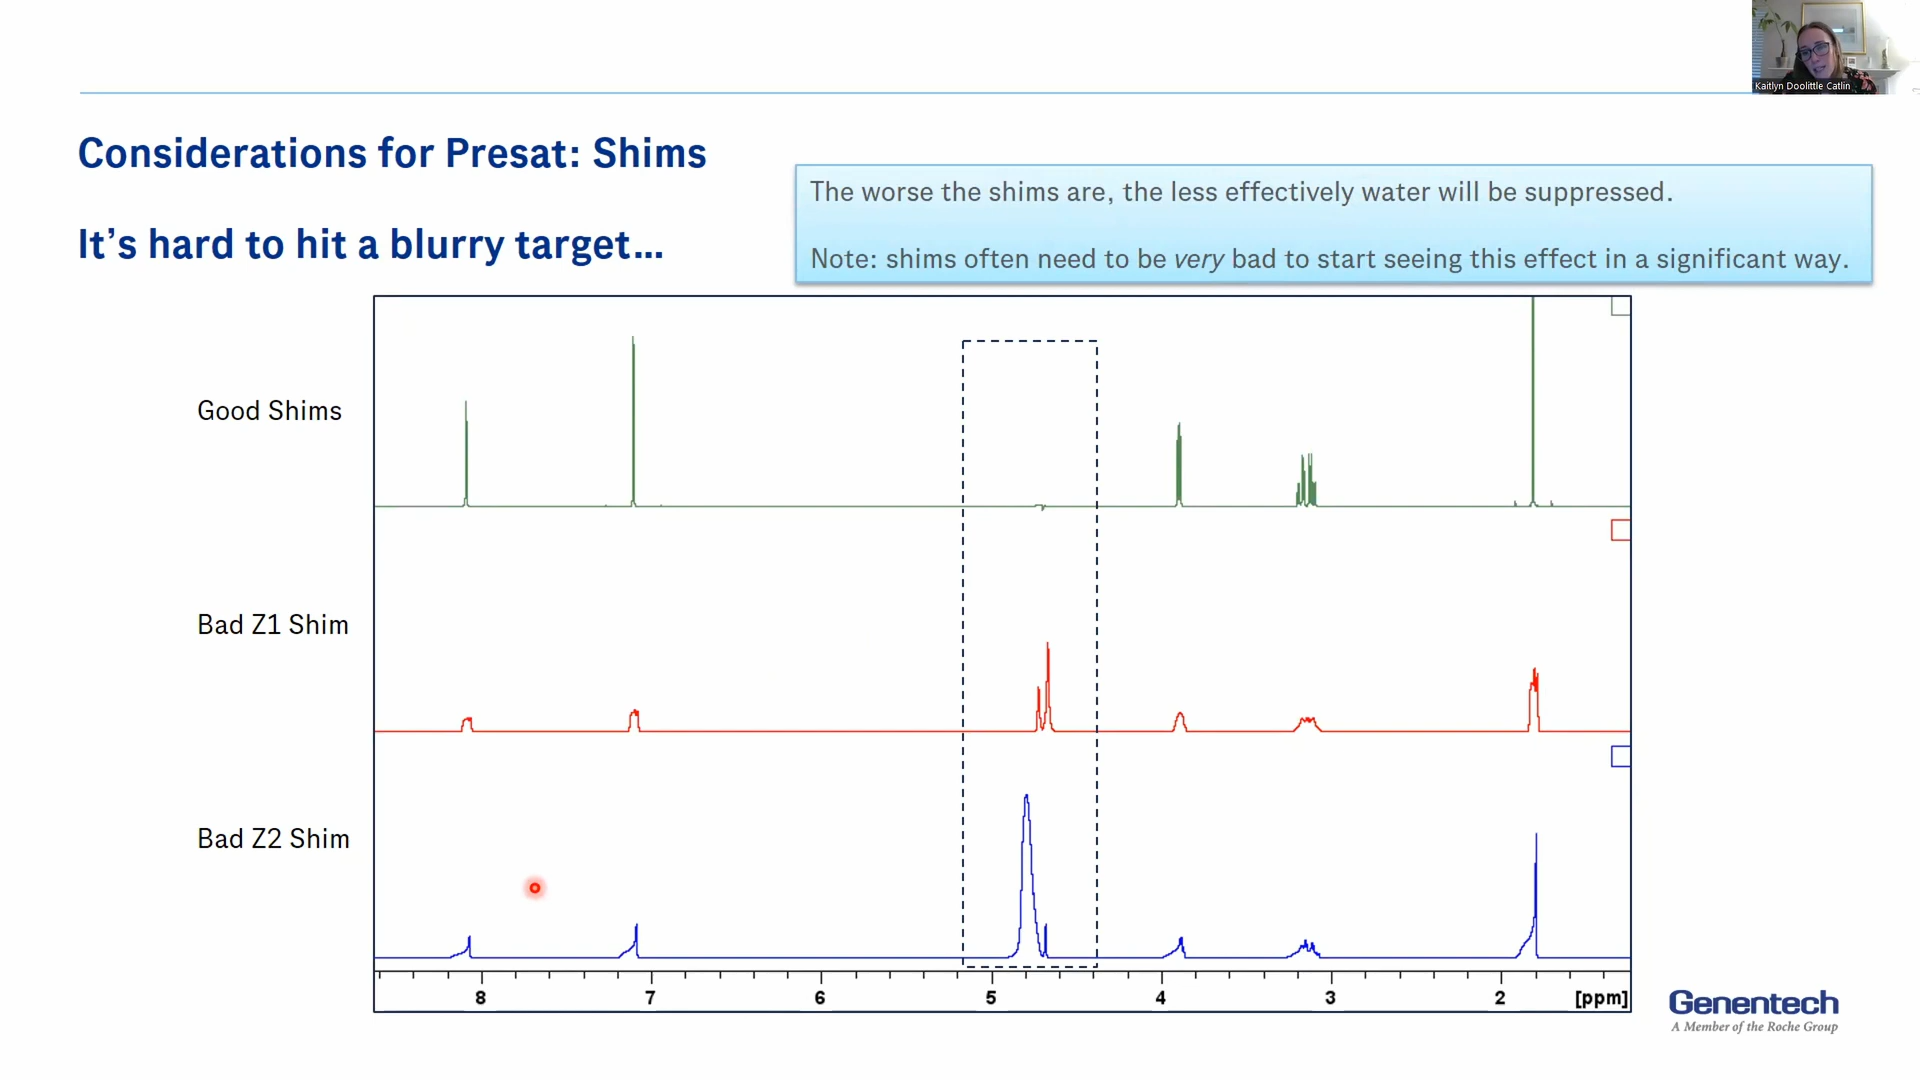 Kaitlyn Doolittle Catlin
Considerations for Presat: Shims
It’s hard to hit a blurry target…
The worse the shims are, the less effectively water will be suppressed.
Note: shims often need to be very bad to start seeing this effect in a significant way.
Good Shims
Bad Z1 Shim
Bad Z2 Shim
8 7 6 5 4 3 2 [ppm]
Genentech
A Member of the Roche Group